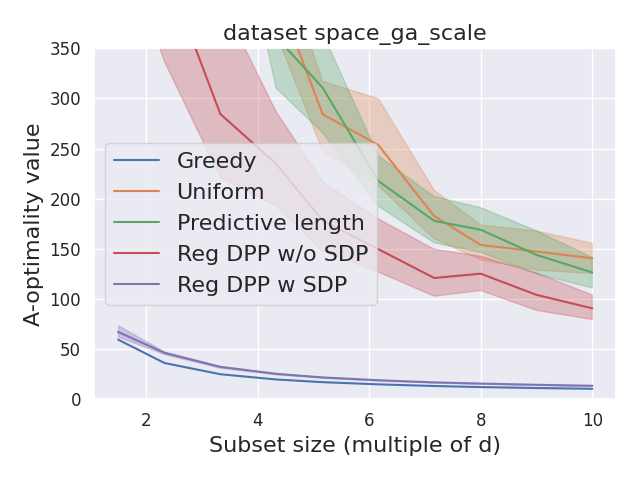 dataset space_ga_scale
A-optimality value
350
300
250
200
150
100
50
0
Greedy
Uniform
Predictive length
Reg DPP w/o SDP
Reg DPP w SDP
2 4 6 8 10
Subset size (multiple of d)